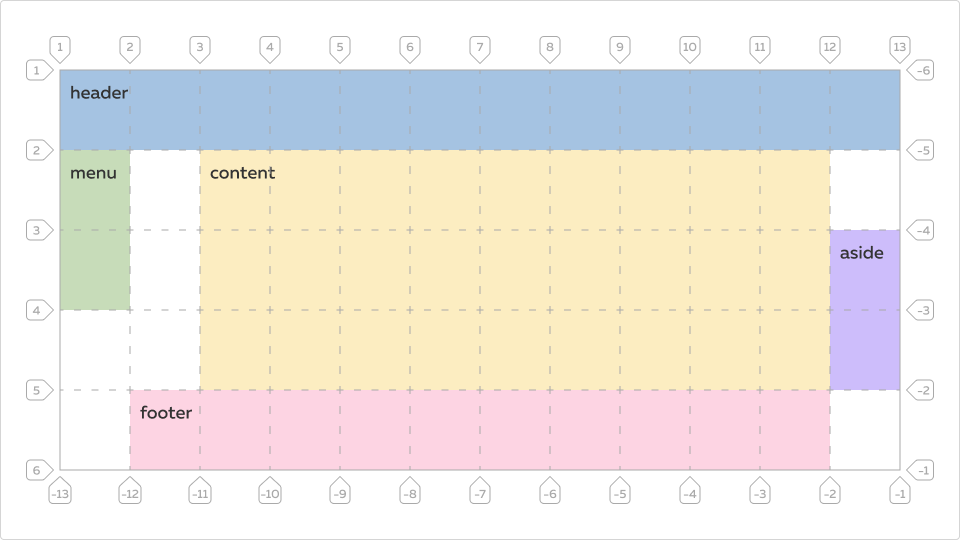 1 2 3 4 5 6 7 8 9 10 11 12 13
1 -6
header
2 -5
menu content
3 -4
aside
4 -3
5 -2
footer
6 -1
-13 -12 -11 -10 -9 -8 -7 -6 -5 -4 -3 -2 -1